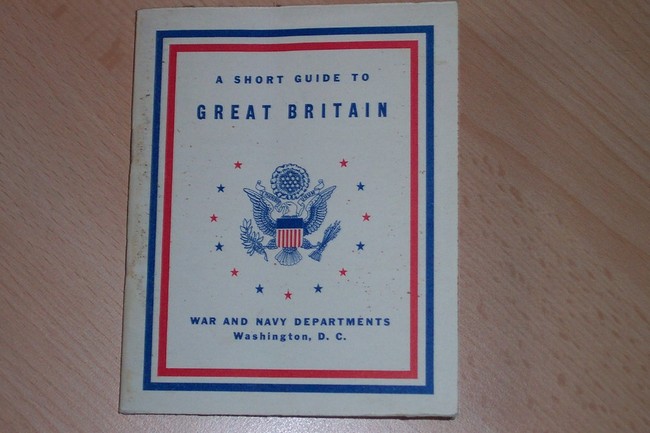 A SHORT GUIDE TO
GREAT BRITAIN
WAR AND NAVY DEPARTMENTS
Washington, D. C.